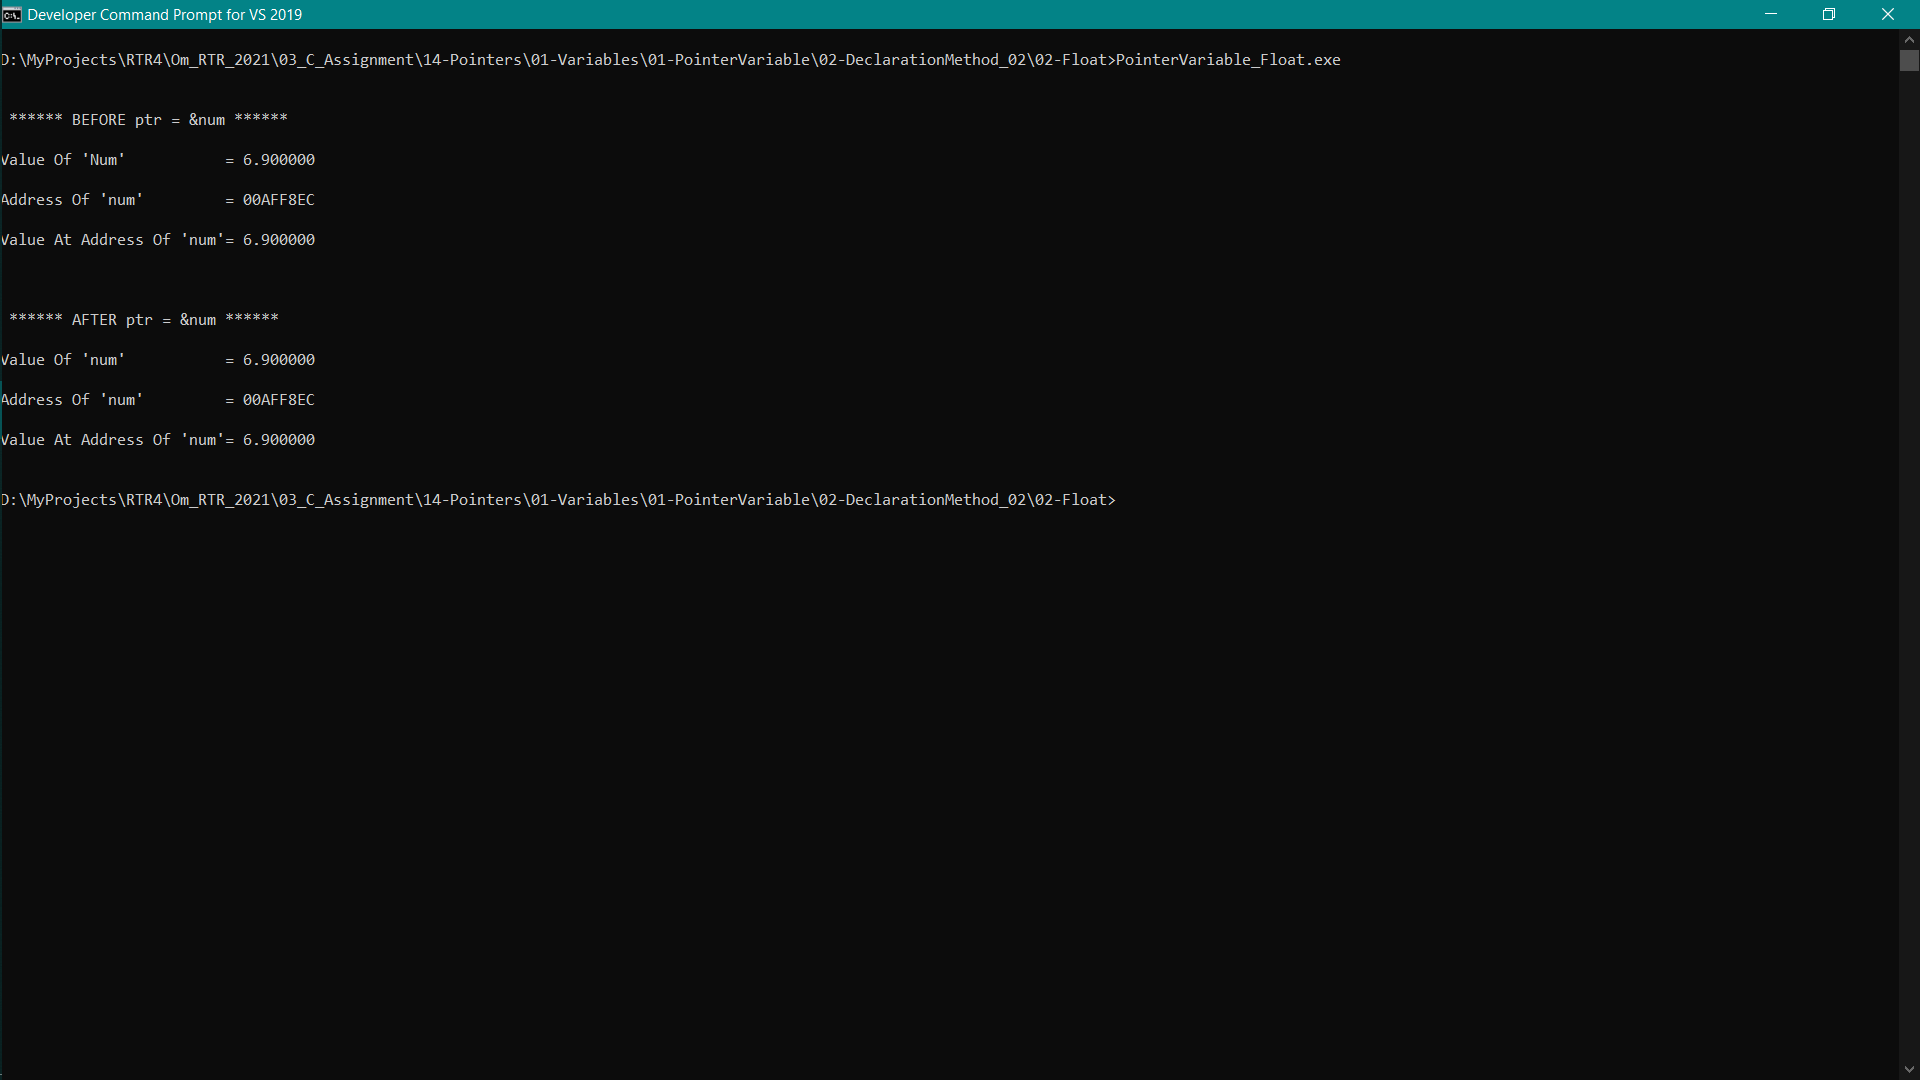 Developer Command Prompt for VS 2019
D:\MyProjects\RTR4\Om_RTR_2021\03_C_Assignment\14-Pointers\01-Variables\01-PointerVariable\02-DeclarationMethod_02\02-Float>PointerVariable_Float.exe
****** BEFORE ptr = &num ******
Value Of 'Num'           = 6.900000
Address Of 'num'         = 00AFF8EC
Value At Address Of 'num'= 6.900000
****** AFTER ptr = &num ******
Value Of 'num'           = 6.900000
Address Of 'num'         = 00AFF8EC
Value At Address Of 'num'= 6.900000
D:\MyProjects\RTR4\Om_RTR_2021\03_C_Assignment\14-Pointers\01-Variables\01-PointerVariable\02-DeclarationMethod_02\02-Float>